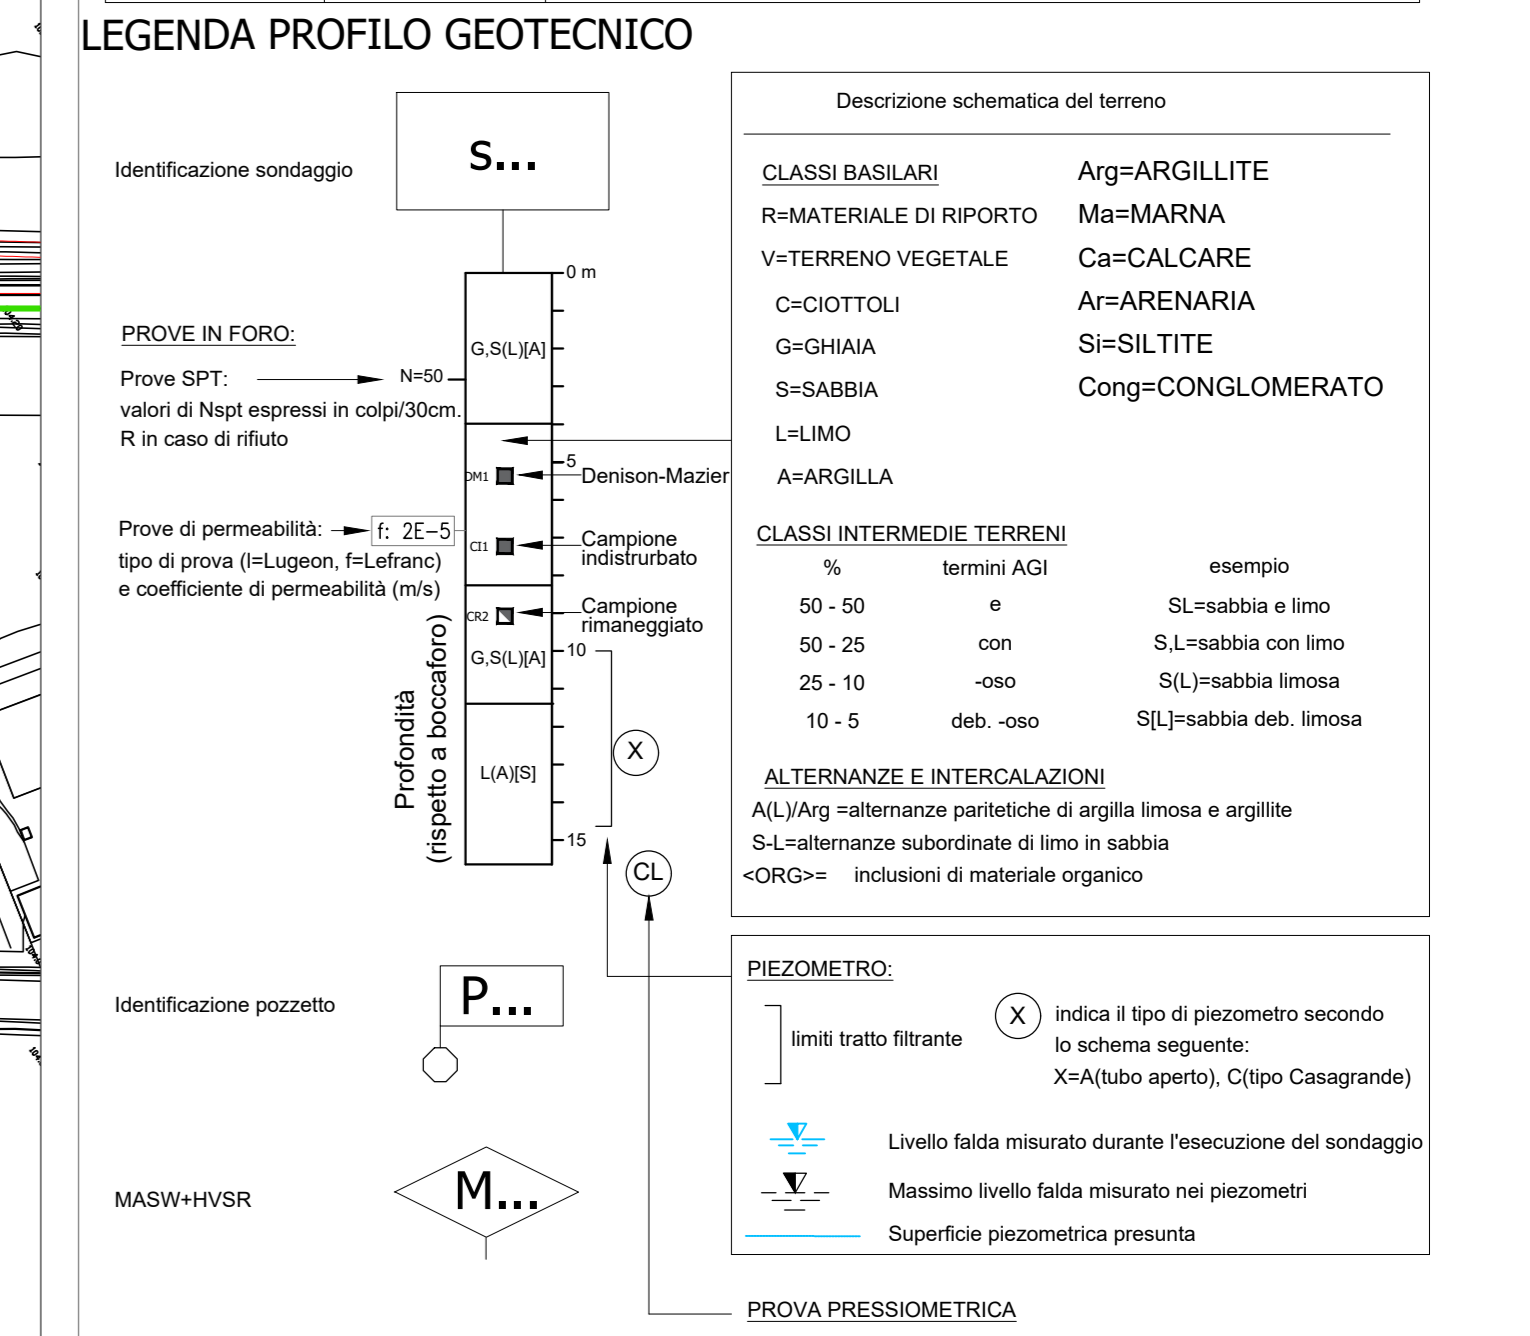 LEGENDA PROFILO GEOTECNICO
Identificazione sondaggio
s...
0 m
G,S(L)[A]
PROVE IN FORO:
Prove SPT:
N=50
valori di Nspt espressi in colpi/30cm.
R in caso di rifiuto
5
DM1
Denison-Mazier
Prove di permeabilità:
f: 2E-5
tipo di prova (l=Lugeon, f=Lefranc)
e coefficiente di permeabilità (m/s)
CI1
Campione
indistrurbato
CR2
Campione
rimaneggiato
G,S(L)[A]
10
Profondità
(rispetto a boccaforo)
X
L(A)[S]
15
CL
Identificazione pozzetto
P...
MASW+HVSR
M...
Descrizione schematica del terreno
CLASSI BASILARI
R=MATERIALE DI RIPORTO
V=TERRENO VEGETALE
C=CIOTTOLI
G=GHIAIA
S=SABBIA
L=LIMO
A=ARGILLA
Arg=ARGILLITE
Ma=MARNA
Ca=CALCARE
Ar=ARENARIA
Si=SILTITE
Cong=CONGLOMERATO
CLASSI INTERMEDIE TERRENI
% termini AGI esempio
50 - 50 e SL=sabbia e limo
50 - 25 con S,L=sabbia con limo
25 - 10 -oso S(L)=sabbia limosa
10 - 5 deb. -oso S[L]=sabbia deb. limosa
ALTERNANZE E INTERCALAZIONI
A(L)/Arg =alternanze paritetiche di argilla limosa e argillite
S-L=alternanze subordinate di limo in sabbia
<ORG>= inclusioni di materiale organico
PIEZOMETRO:
limiti tratto filtrante
X
indica il tipo di piezometro secondo
lo schema seguente:
X=A(tubo aperto), C(tipo Casagrande)
Livello falda misurato durante l'esecuzione del sondaggio
Massimo livello falda misurato nei piezometri
Superficie piezometrica presunta
PROVA PRESSIOMETRICA